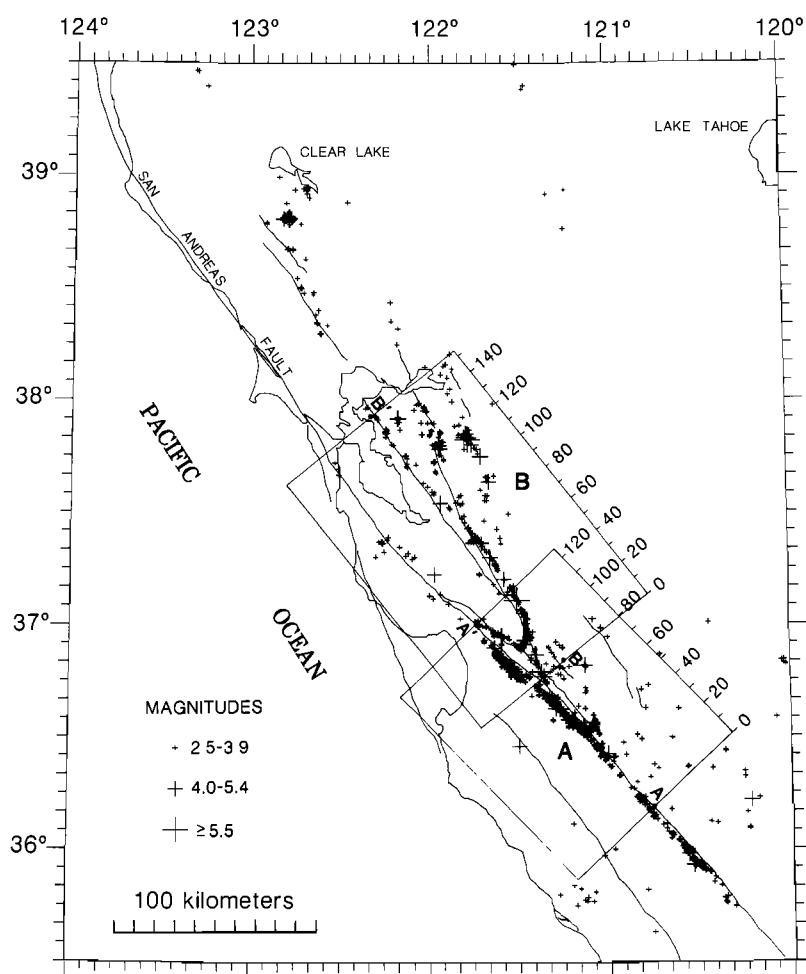 124° 123° 122° 121° 120°
LAKE TAHOE
CLEAR LAKE
39°
SAN
ANDREAS
FAULT
140
120
100
80
60
40
20
0
38°
B'
PACIFIC
B
120
100
80
60
40
20
0
37°
A'
B
OCEAN
MAGNITUDES
2 5-3 9
4.0-5.4
≥5.5
A
A
36°
100 kilometers